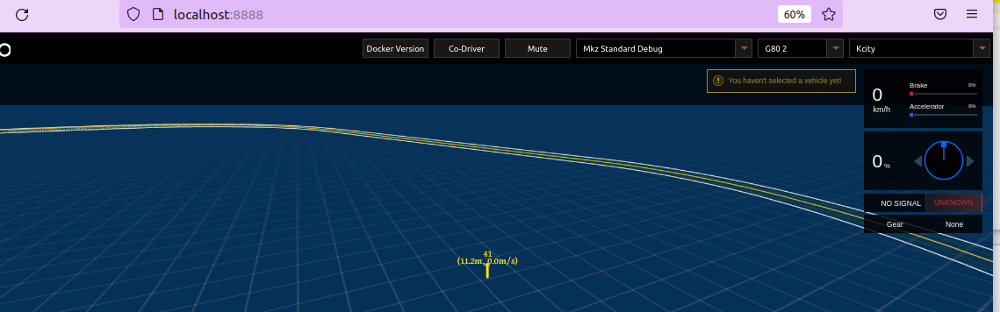 localhost:8888
60%
Docker Version
Co-Driver
Mute
Mkz Standard Debug
G80 2
Kcity
You haven't selected a vehicle yet!
0
km/h
Brake
0%
Accelerator
0%
0 %
NO SIGNAL
UNKNOWN
Gear
None
41
(11.2m, 0.0m/s)